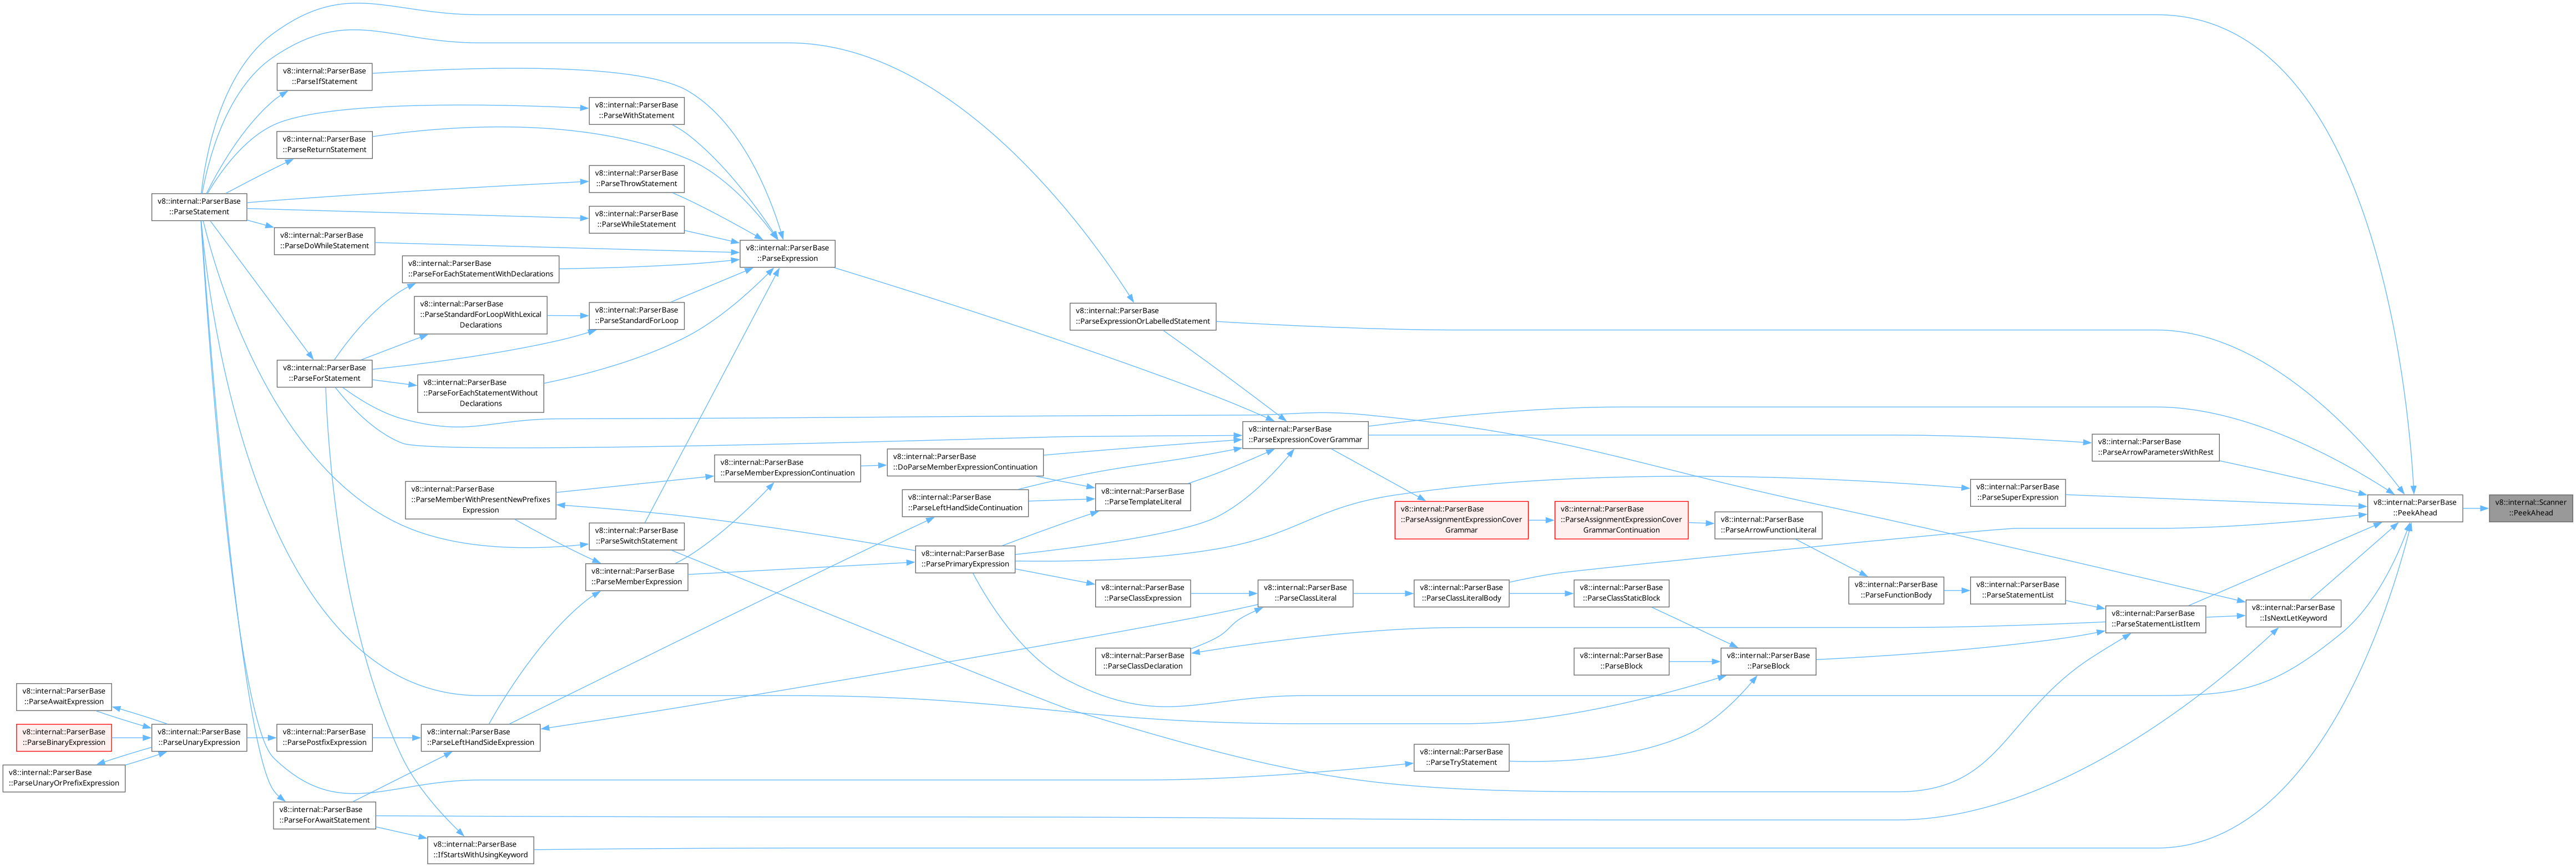 v8::internal::ParserBase
::ParseIfStatement
v8::internal::ParserBase
::ParseWithStatement
v8::internal::ParserBase
::ParseReturnStatement
v8::internal::ParserBase
::ParseThrowStatement
v8::internal::ParserBase
::ParseStatement
v8::internal::ParserBase
::ParseWhileStatement
v8::internal::ParserBase
::ParseDoWhileStatement
v8::internal::ParserBase
::ParseExpression
v8::internal::ParserBase
::ParseForEachStatementWithDeclarations
v8::internal::ParserBase
::ParseStandardForLoopWithLexical
Declarations
v8::internal::ParserBase
::ParseStandardForLoop
v8::internal::ParserBase
::ParseExpressionOrLabelledStatement
v8::internal::ParserBase
::ParseForStatement
v8::internal::ParserBase
::ParseForEachStatementWithout
Declarations
v8::internal::ParserBase
::ParseExpressionCoverGrammar
v8::internal::ParserBase
::ParseArrowParametersWithRest
v8::internal::ParserBase
::ParseMemberExpressionContinuation
v8::internal::ParserBase
::DoParseMemberExpressionContinuation
v8::internal::ParserBase
::ParseMemberWithPresentNewPrefixes
Expression
v8::internal::ParserBase
::ParseLeftHandSideContinuation
v8::internal::ParserBase
::ParseTemplateLiteral
v8::internal::ParserBase
::ParseSuperExpression
v8::internal::ParserBase
::ParseAssignmentExpressionCover
Grammar
v8::internal::ParserBase
::ParseAssignmentExpressionCover
GrammarContinuation
v8::internal::ParserBase
::ParseArrowFunctionLiteral
v8::internal::ParserBase
::PeekAhead
v8::internal::Scanner
::PeekAhead
v8::internal::ParserBase
::ParseSwitchStatement
v8::internal::ParserBase
::ParsePrimaryExpression
v8::internal::ParserBase
::ParseMemberExpression
v8::internal::ParserBase
::ParseClassExpression
v8::internal::ParserBase
::ParseClassLiteral
v8::internal::ParserBase
::ParseClassLiteralBody
v8::internal::ParserBase
::ParseClassStaticBlock
v8::internal::ParserBase
::ParseFunctionBody
v8::internal::ParserBase
::ParseStatementList
v8::internal::ParserBase
::ParseStatementListItem
v8::internal::ParserBase
::IsNextLetKeyword
v8::internal::ParserBase
::ParseClassDeclaration
v8::internal::ParserBase
::ParseBlock
v8::internal::ParserBase
::ParseBlock
v8::internal::ParserBase
::ParseAwaitExpression
v8::internal::ParserBase
::ParseBinaryExpression
v8::internal::ParserBase
::ParseUnaryExpression
v8::internal::ParserBase
::ParsePostfixExpression
v8::internal::ParserBase
::ParseLeftHandSideExpression
v8::internal::ParserBase
::ParseTryStatement
v8::internal::ParserBase
::ParseUnaryOrPrefixExpression
v8::internal::ParserBase
::ParseForAwaitStatement
v8::internal::ParserBase
::IfStartsWithUsingKeyword